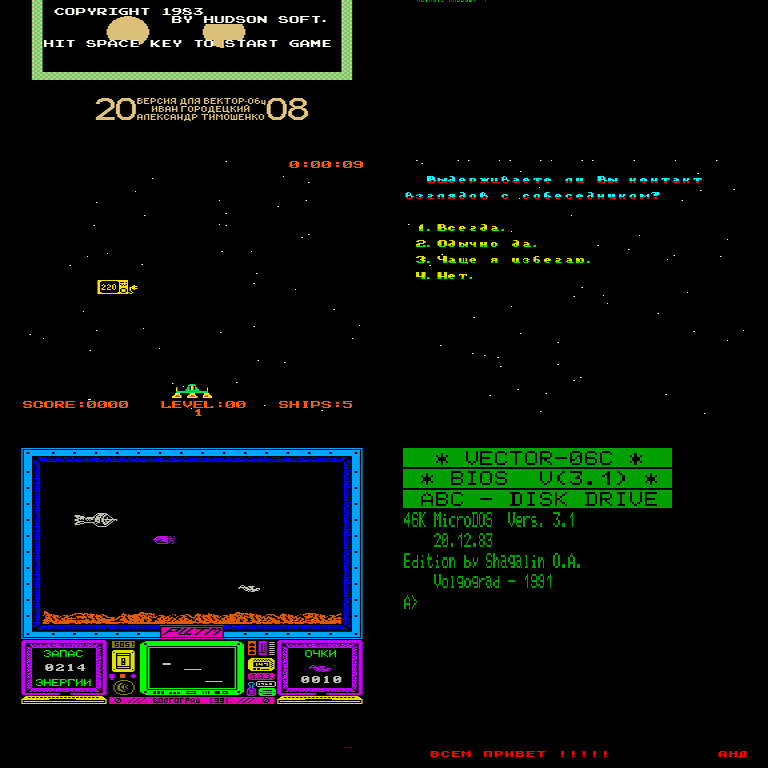 COPYRIGHT 1983
BY HUDSON SOFT.
HIT SPACE KEY TO START GAME
20 ВЕРСИЯ ДЛЯ ВЕКТОР-06ц 08
ИВАН ГОРОДЕЦКИЙ
АЛЕКСАНДР ТИМОШЕНКО
0:00:09
220
SCORE:0000 LEVEL:00 SHIPS:5
1
Выдерживаете ли Вы контакт
взглядов с собеседником?
1. Всегда.
2. Одычно да.
3. Чаще я избегаю.
4. Нет.
ЗАПАС
0214
ЭНЕРГИИ
SOS!
ОЧКИ
0010
ВОЛГОГРАД 1991.
* VECTOR-06C *
* BIOS V(3.1) *
ABC - DISK DRIVE
46K MicroDOS Vers. 3.1
20.12.83
Edition by Shagalin O.A.
Volgograd - 1991
A>
ВСЕМ ПРИВЕТ !!!!! АНД